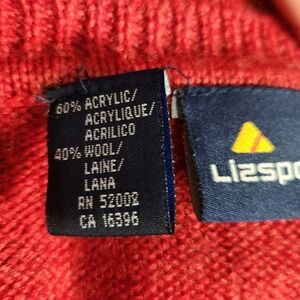 60% ACRYLIC/
ACRYLIQUE/
ACRILICO
40% WOOL/
LAINE/
LANA
RN 52002
CA 16396
Lizspo